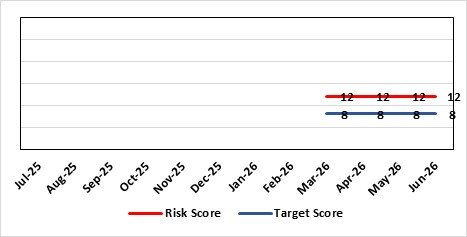 12 12 12 12
8 8 8 8
Jul-25 Aug-25 Sep-25 Oct-25 Nov-25 Dec-25 Jan-26 Feb-26 Mar-26 Apr-26 May-26 Jun-26
Risk Score Target Score